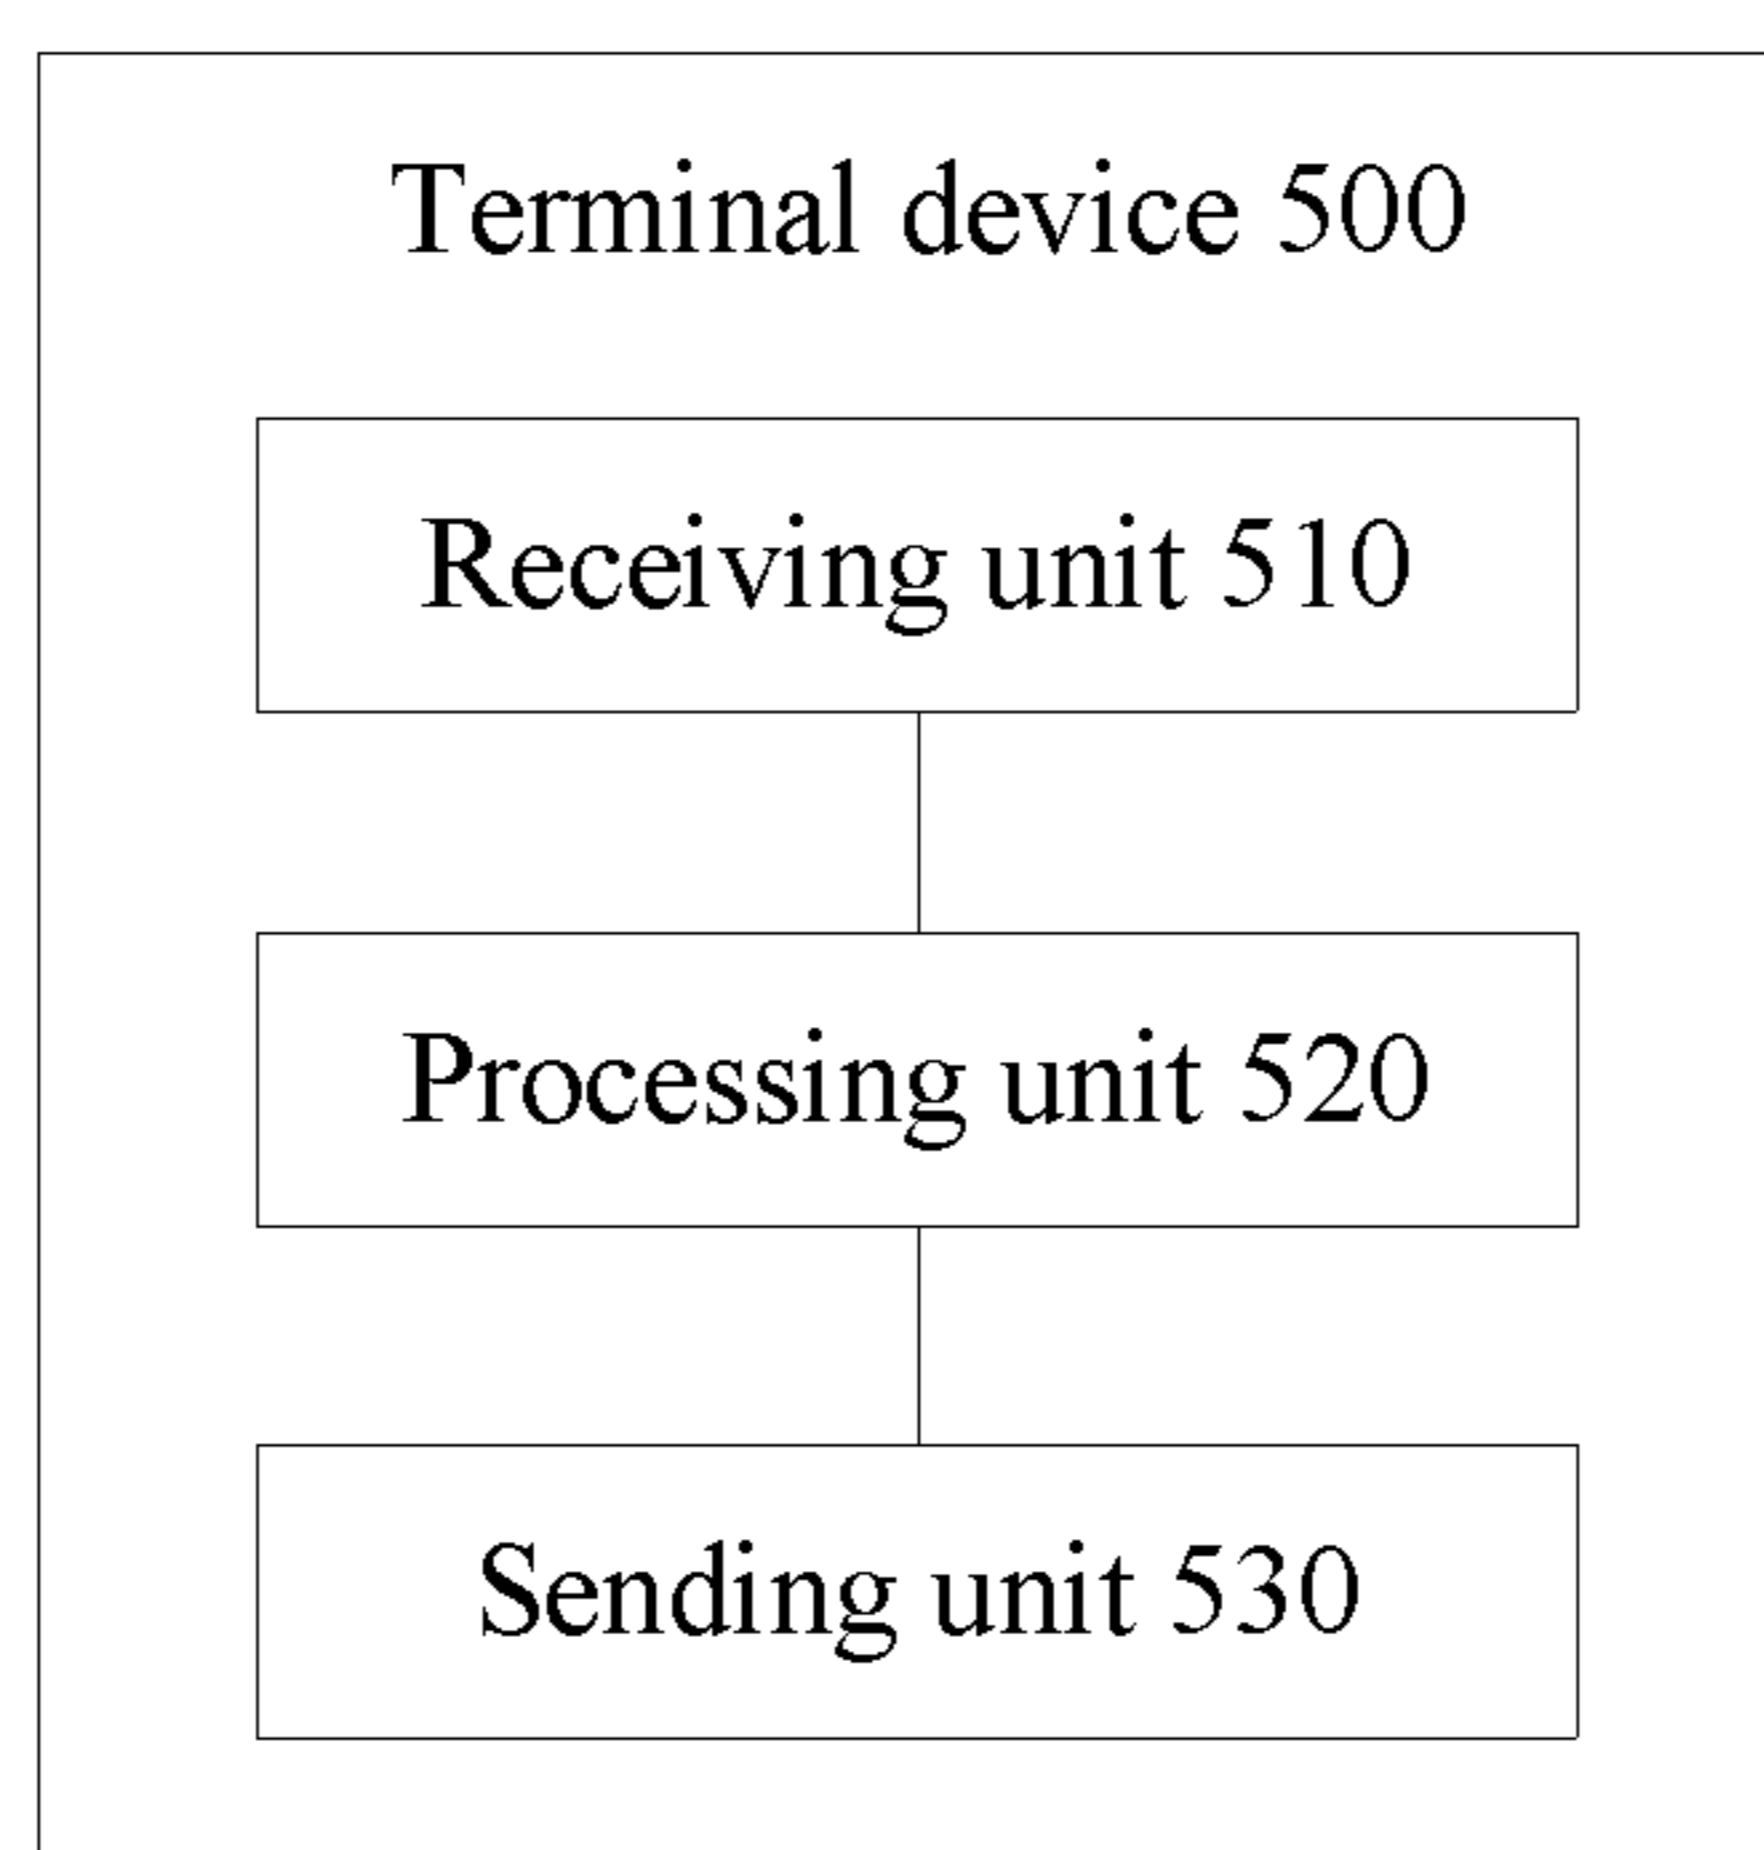 Terminal device 500
Receiving unit 510
Processing unit 520
Sending unit 530